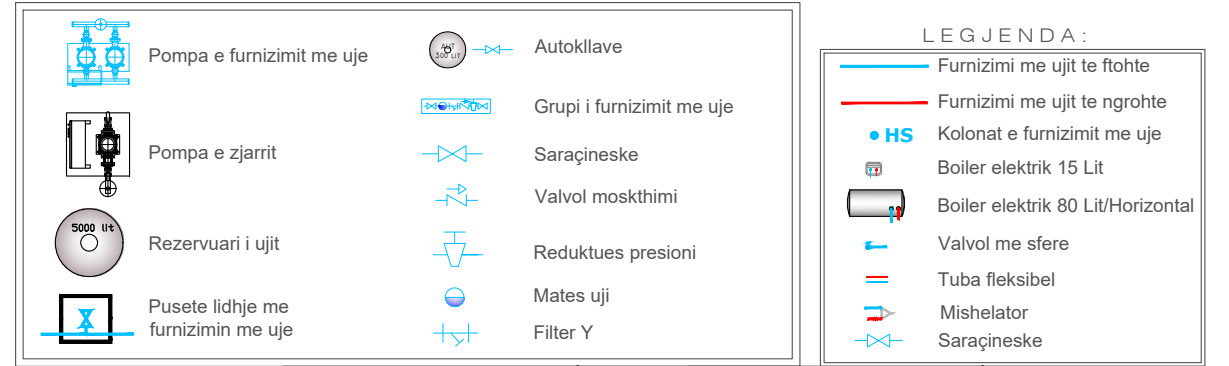 Pompa e furnizimit me uje
Pompa e zjarrit
5000 lit
Rezervuari i ujit
Pusete lidhje me
furnizimin me uje
AUT
300 LIT
Autokllave
Grupi i furnizimit me uje
Saraçineske
Valvol moskthimi
Reduktues presioni
Mates uji
Filter Y
LEGJENDA:
Furnizimi me ujit te ftohte
Furnizimi me ujit te ngrohte
HS Kolonat e furnizimit me uje
Boiler elektrik 15 Lit
Boiler elektrik 80 Lit/Horizontal
Valvol me sfere
Tuba fleksibel
Mishelator
Saraçineske